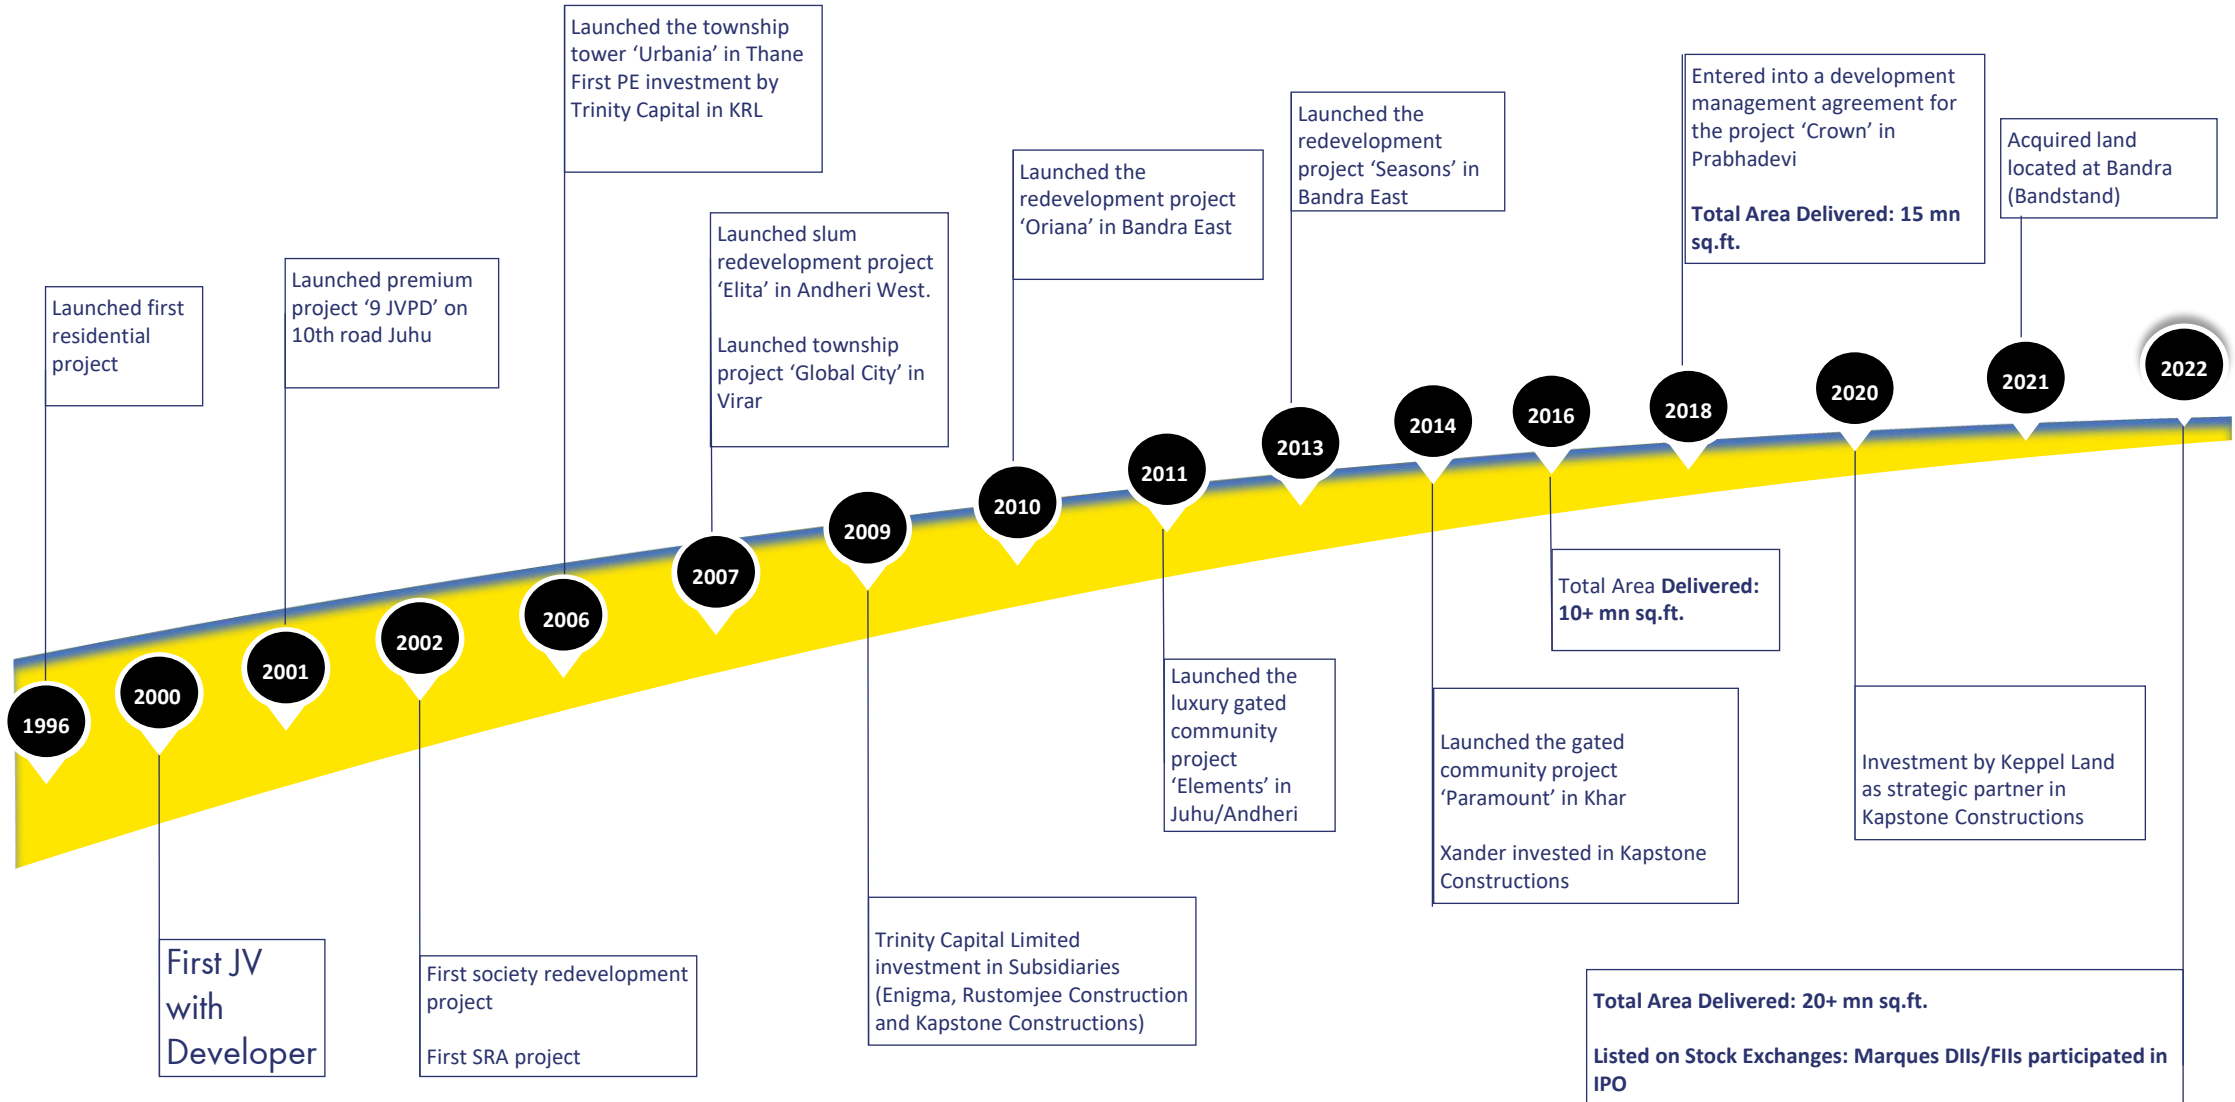 Launched the township
tower ‘Urbania’ in Thane
First PE investment by
Trinity Capital in KRL
Entered into a development
management agreement for
the project ‘Crown’ in
Prabhadevi
Total Area Delivered: 15 mn
sq.ft.
Launched the
redevelopment
project ‘Seasons’ in
Bandra East
Acquired land
located at Bandra
(Bandstand)
Launched the
redevelopment project
‘Oriana’ in Bandra East
Launched slum
redevelopment project
‘Elita’ in Andheri West.
Launched township
project ‘Global City’ in
Virar
Launched premium
project ‘9 JVPD’ on
10th road Juhu
Launched first
residential
project
1996
2000
2001
2002
2006
2007
2009
2010
2011
2013
2014
2016
2018
2020
2021
2022
Total Area Delivered:
10+ mn sq.ft.
Launched the
luxury gated
community
project
‘Elements’ in
Juhu/Andheri
Launched the gated
community project
‘Paramount’ in Khar
Xander invested in Kapstone
Constructions
Investment by Keppel Land
as strategic partner in
Kapstone Constructions
First JV
with
Developer
First society redevelopment
project
First SRA project
Trinity Capital Limited
investment in Subsidiaries
(Enigma, Rustomjee Construction
and Kapstone Constructions)
Total Area Delivered: 20+ mn sq.ft.
Listed on Stock Exchanges: Marques DIIs/FIIs participated in
IPO